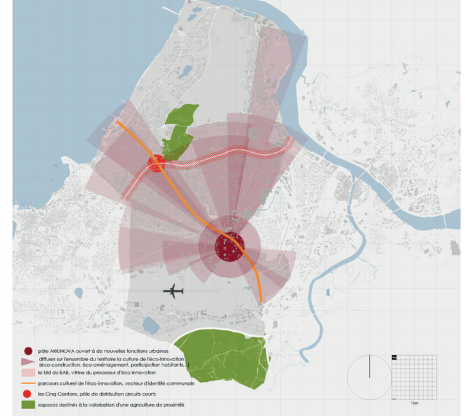 pôle ARKINOVA ouvert à de nouvelles fonctions urbaines
diffuser sur l'ensemble du territoire la culture de l'éco-innovation
(éco-construction, éco-aménagement, participation habitants,
le bld du BAB, vitrine du processus d'éco-innovation
parcours culturel de l'éco-innovation, vecteur d'identité communale
les Cinq-Cantons, pôle de distribution circuits courts
espaces destinés à la valorisation d'une agriculture de proximité